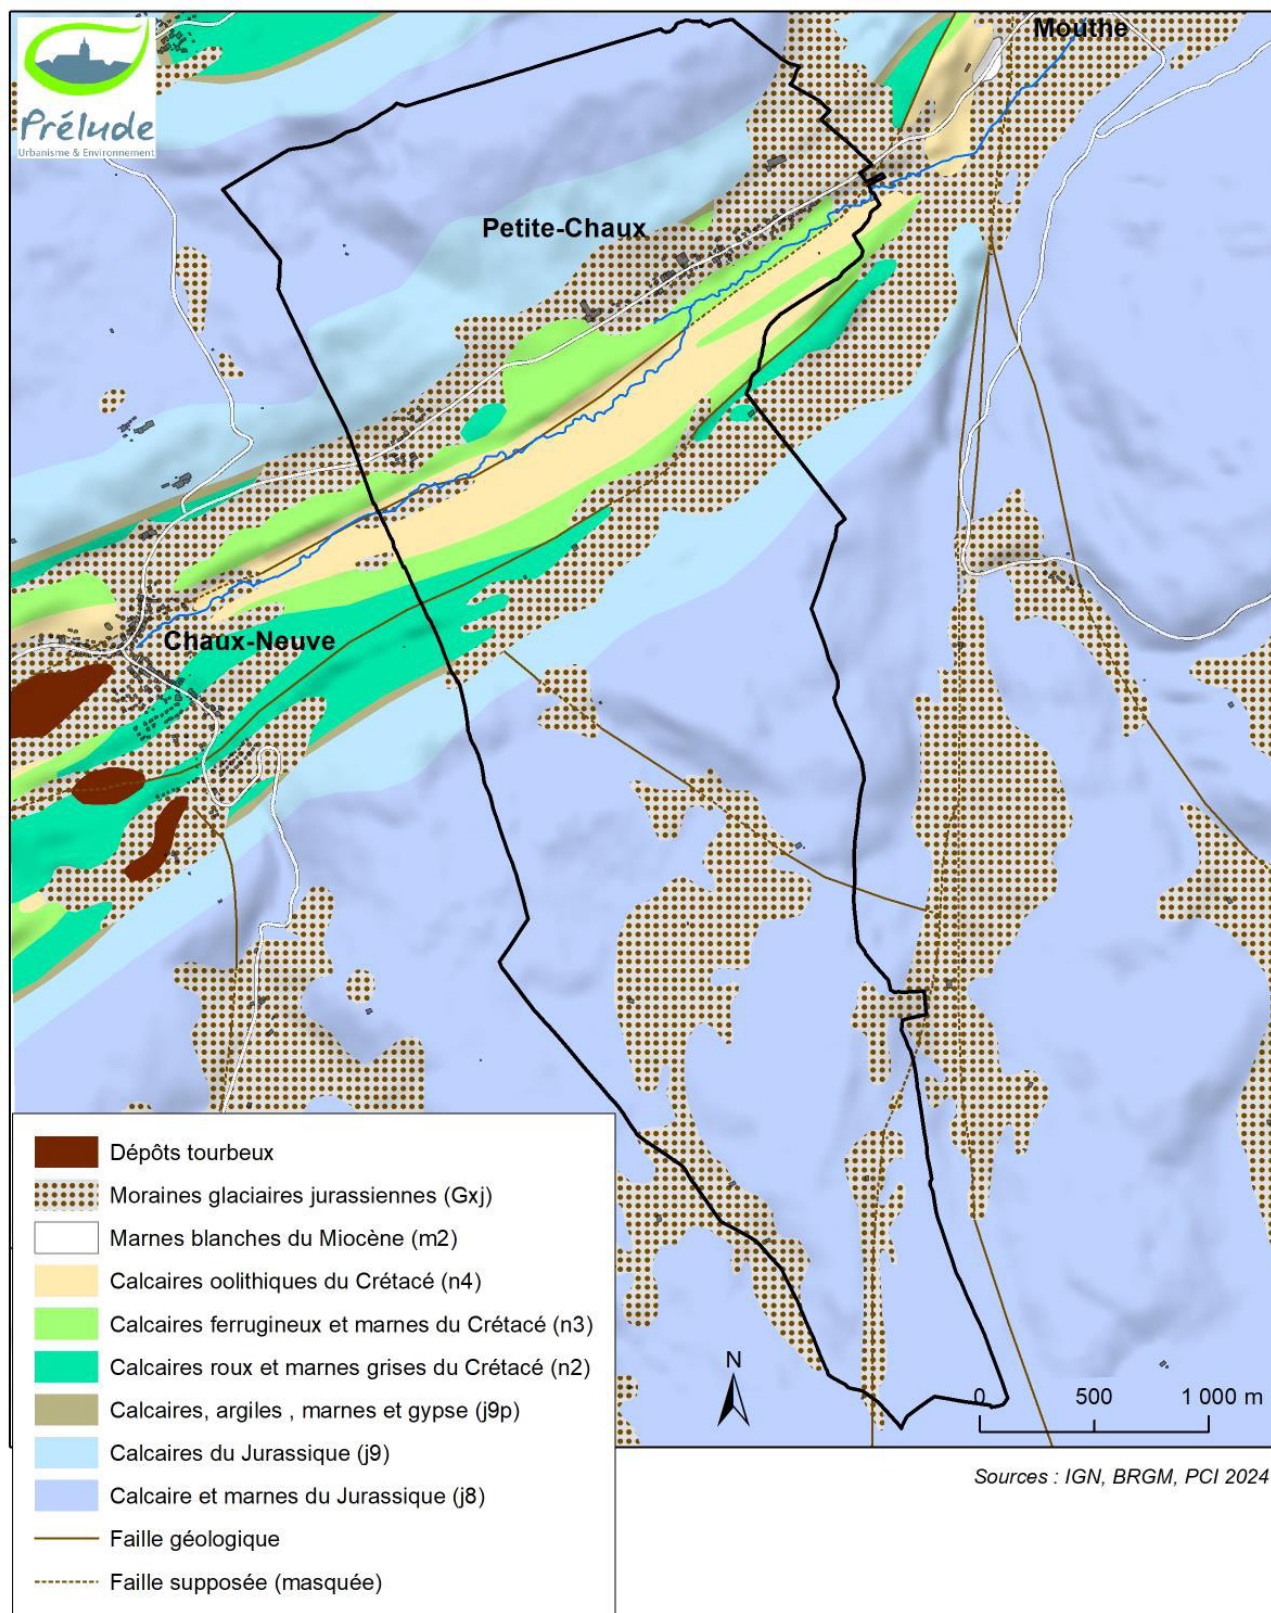 Mouthe
Prélude
Urbanisme & Environnement
Petite-Chaux
Chaux-Neuve
Dépôts tourbeux
Moraines glaciaires jurassiennes (Gxj)
Marnes blanches du Miocène (m2)
Calcaires oolithiques du Crétacé (n4)
Calcaires ferrugineux et marnes du Crétacé (n3)
Calcaires roux et marnes grises du Crétacé (n2)
Calcaires, argiles , marnes et gypse (j9p)
Calcaires du Jurassique (j9)
Calcaire et marnes du Jurassique (j8)
Faille géologique
Faille supposée (masquée)
N
0 500 1 000 m
Sources : IGN, BRGM, PCI 2024